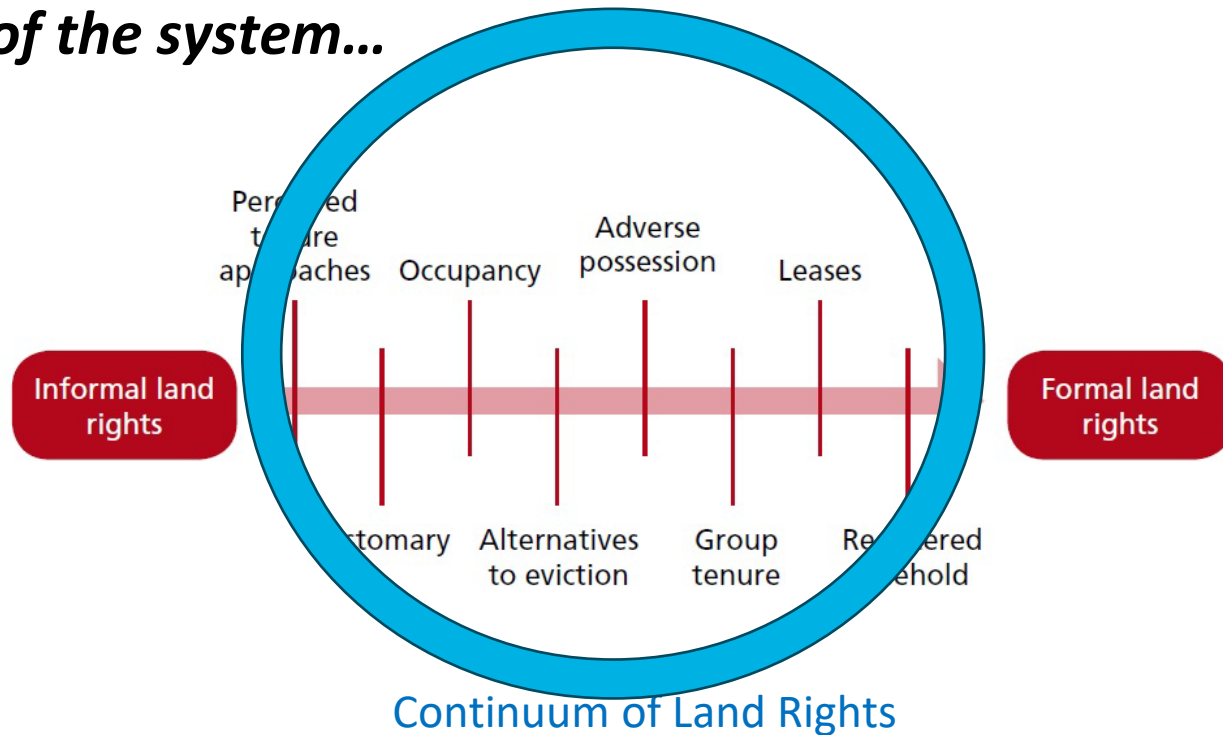 of the system…
approaches
Occupancy
Adverse
possession
Leases
Informal land
rights
Formal land
rights
Alternatives
to eviction
Group
tenure
Continuum of Land Rights